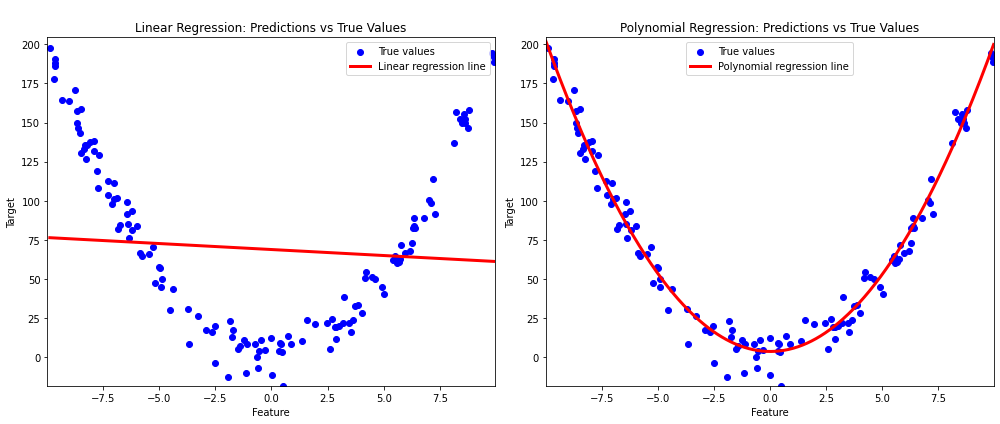 Linear Regression: Predictions vs True Values
True values
Linear regression line
200
175
150
125
100
75
50
25
0
Target
−7.5 −5.0 −2.5 0.0 2.5 5.0 7.5
Feature
Polynomial Regression: Predictions vs True Values
True values
Polynomial regression line
200
175
150
125
100
75
50
25
0
Target
−7.5 −5.0 −2.5 0.0 2.5 5.0 7.5
Feature